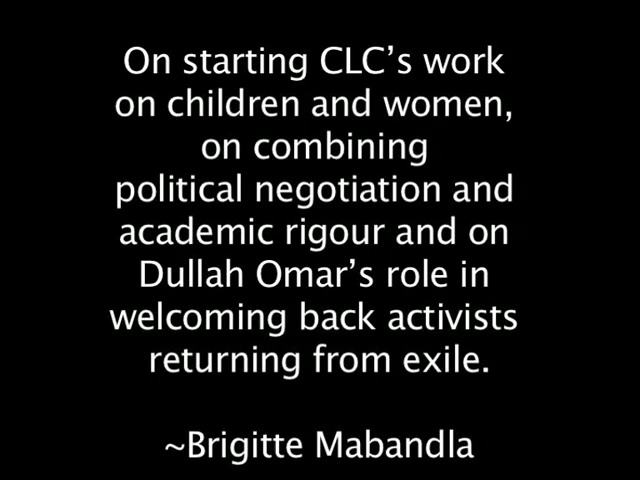 On starting CLC’s work
on children and women,
on combining
political negotiation and
academic rigour and on
Dullah Omar’s role in
welcoming back activists
returning from exile.
~Brigitte Mabandla